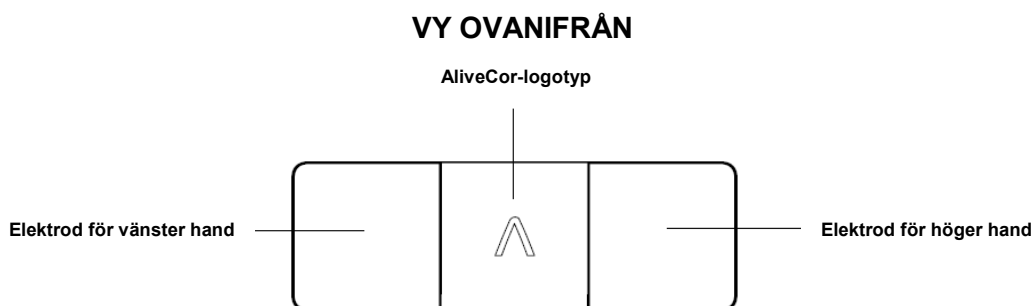 VY OVANIFRÅN
AliveCor-logotyp
Elektrod för vänster hand
Elektrod för höger hand